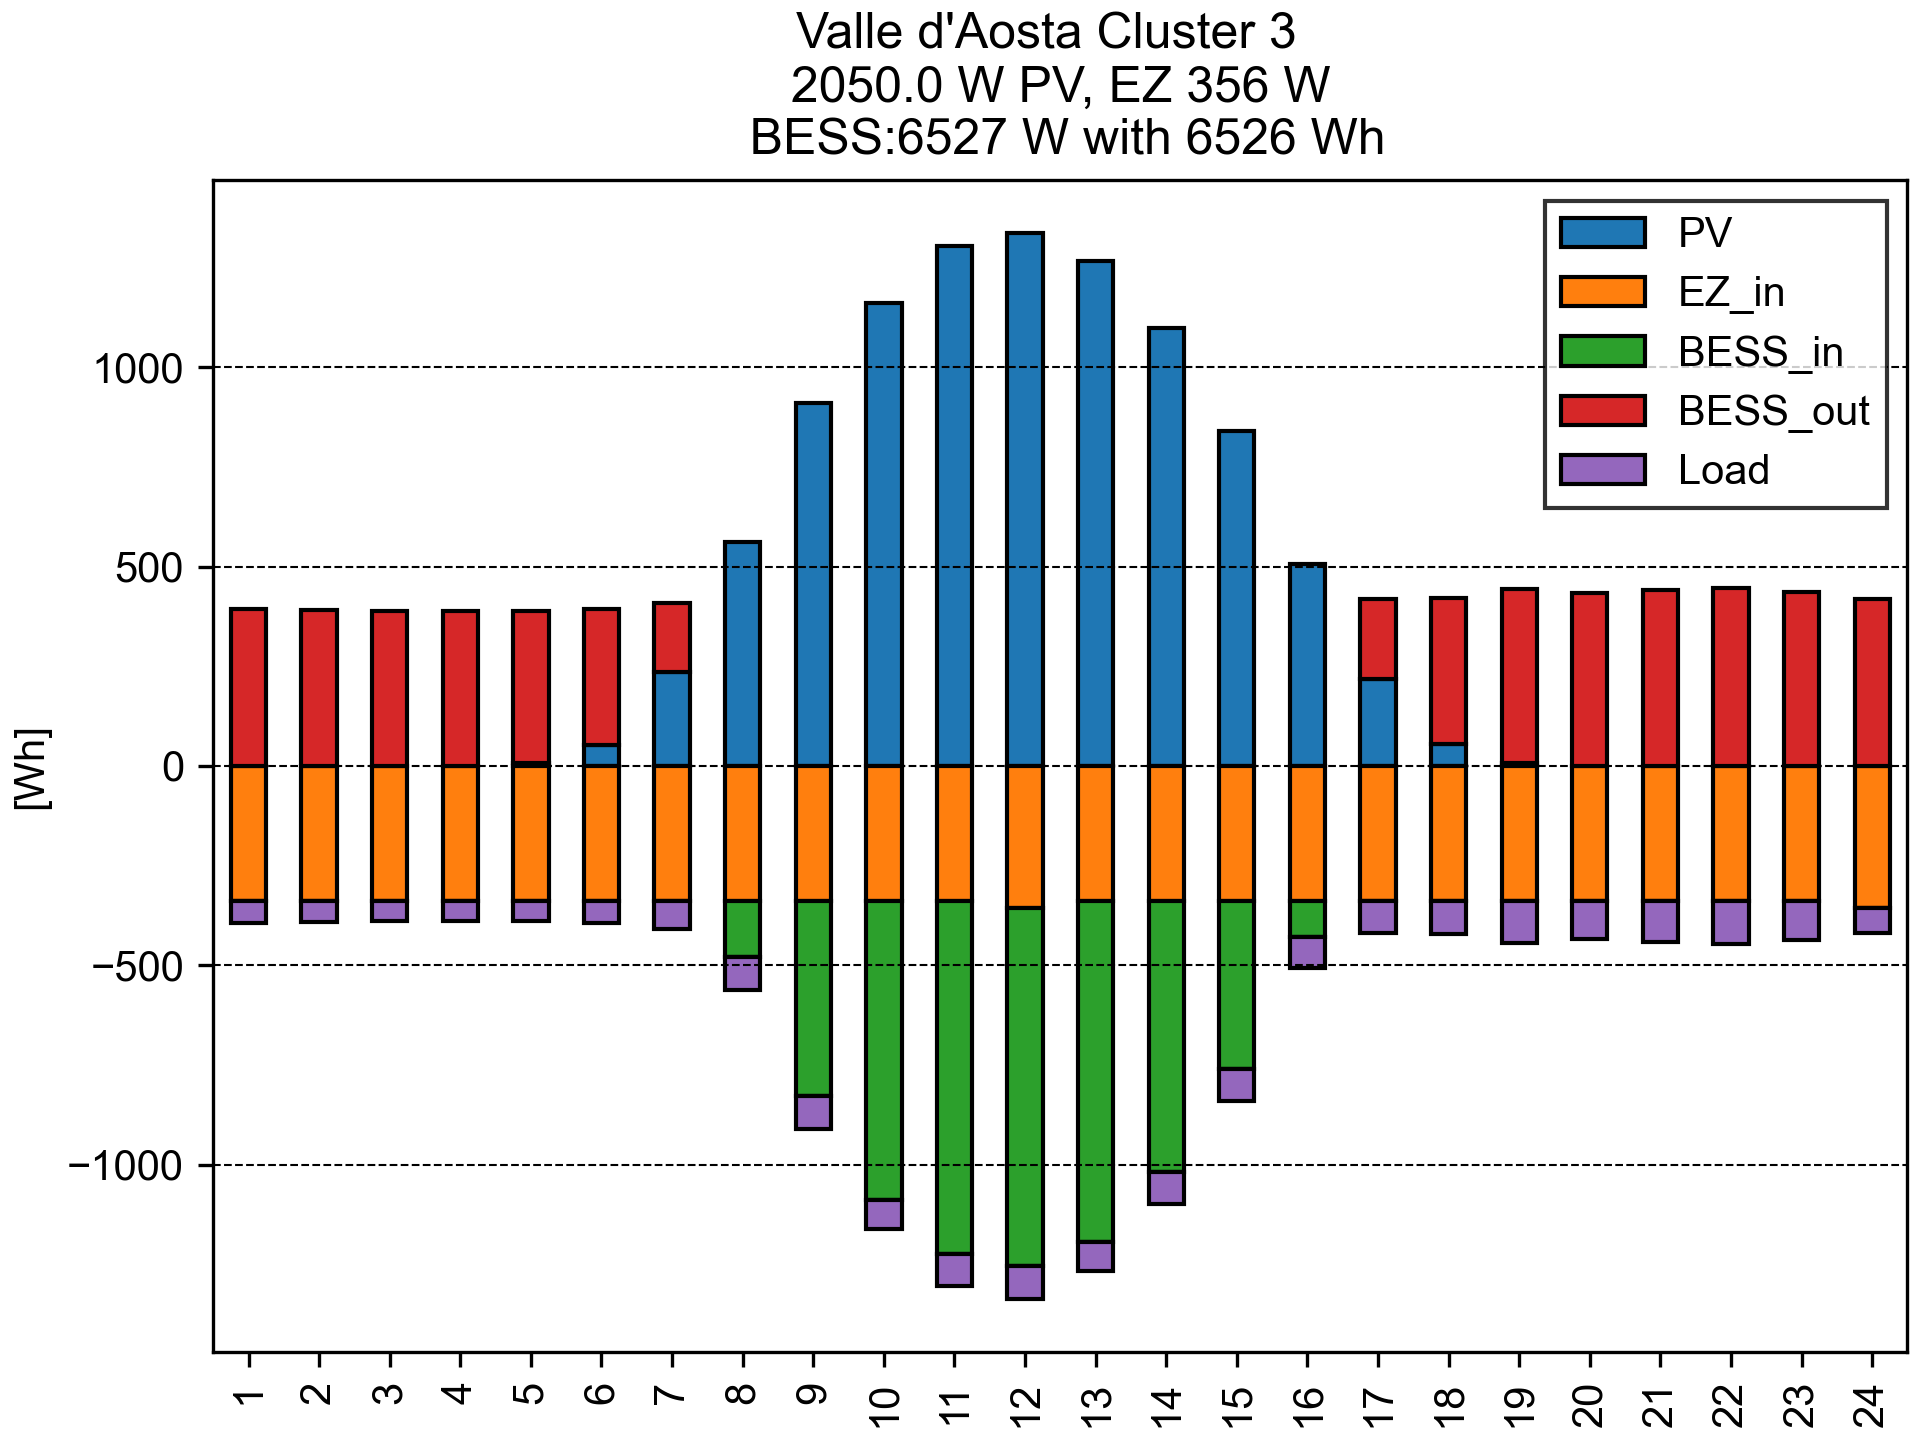 Valle d'Aosta Cluster 3
2050.0 W PV, EZ 356 W
BESS:6527 W with 6526 Wh
PV
EZ_in
BESS_in
BESS_out
Load
1000
500
0
−500
−1000
[Wh]
1 2 3 4 5 6 7 8 9 10 11 12 13 14 15 16 17 18 19 20 21 22 23 24